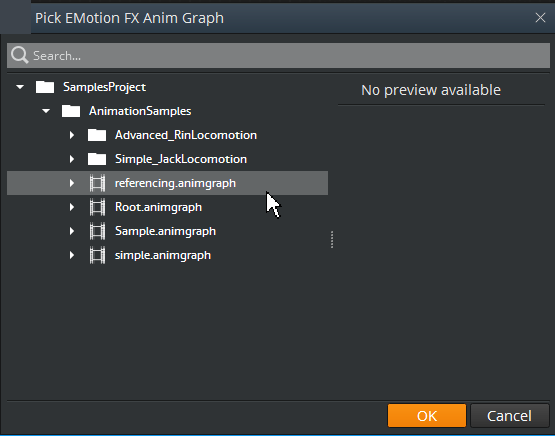 Pick EMotion FX Anim Graph
Search...
SamplesProject
No preview available
AnimationSamples
Advanced_RinLocomotion
Simple_JackLocomotion
referencing.animgraph
Root.animgraph
Sample.animgraph
simple.animgraph
OK
Cancel